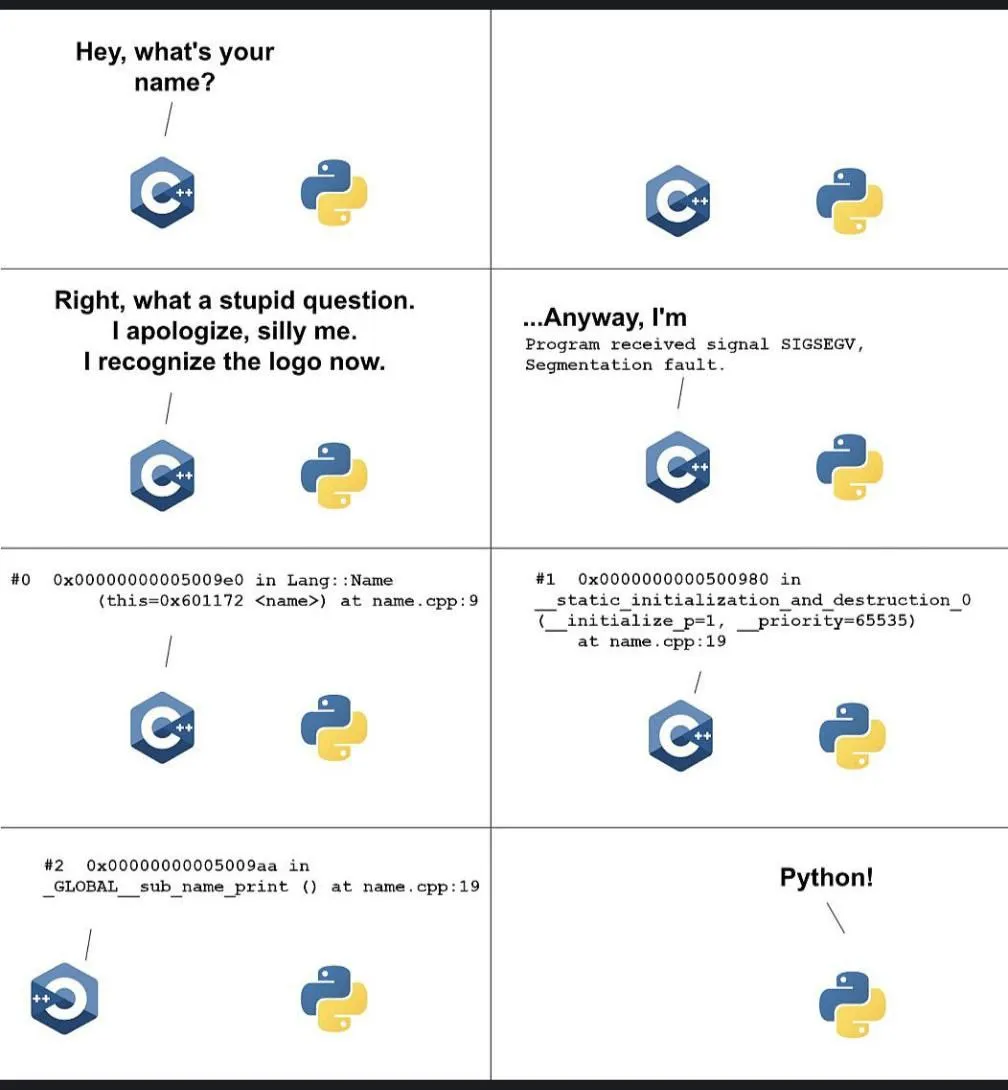 Hey, what's your
name?
Right, what a stupid question.
I apologize, silly me.
I recognize the logo now.
...Anyway, I'm
Program received signal SIGSEGV,
Segmentation fault.
#0  0x00000000005009e0 in Lang::Name
(this=0x601172 <name>) at name.cpp:9
#1  0x0000000000500980 in
__static_initialization_and_destruction_0
(__initialize_p=1, __priority=65535)
at name.cpp:19
#2  0x00000000005009aa in
_GLOBAL__sub_name_print () at name.cpp:19
Python!